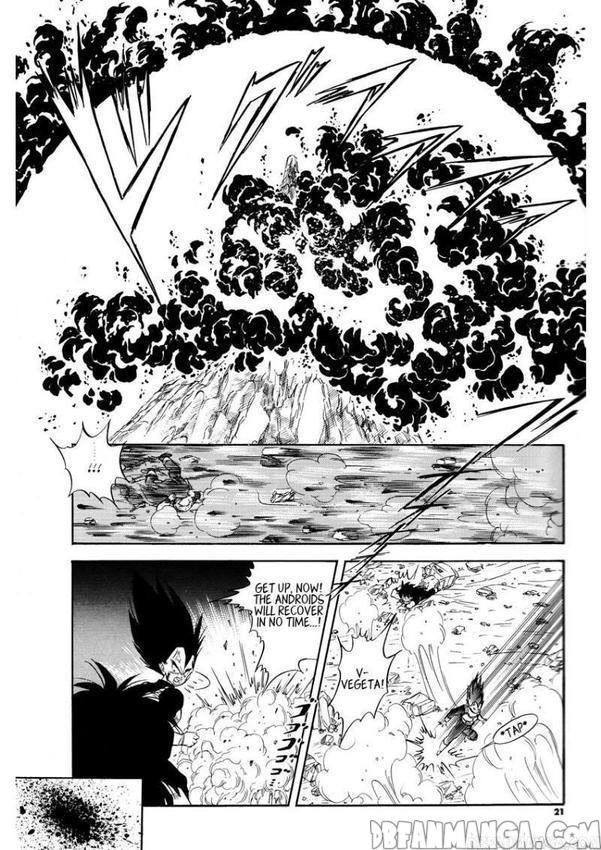 ...
!!!
V-
VEGETA!
*TAP*
GET UP, NOW!
THE ANDROIDS
WILL RECOVER
IN NO TIME...!
21
DBFANMANGA.COM